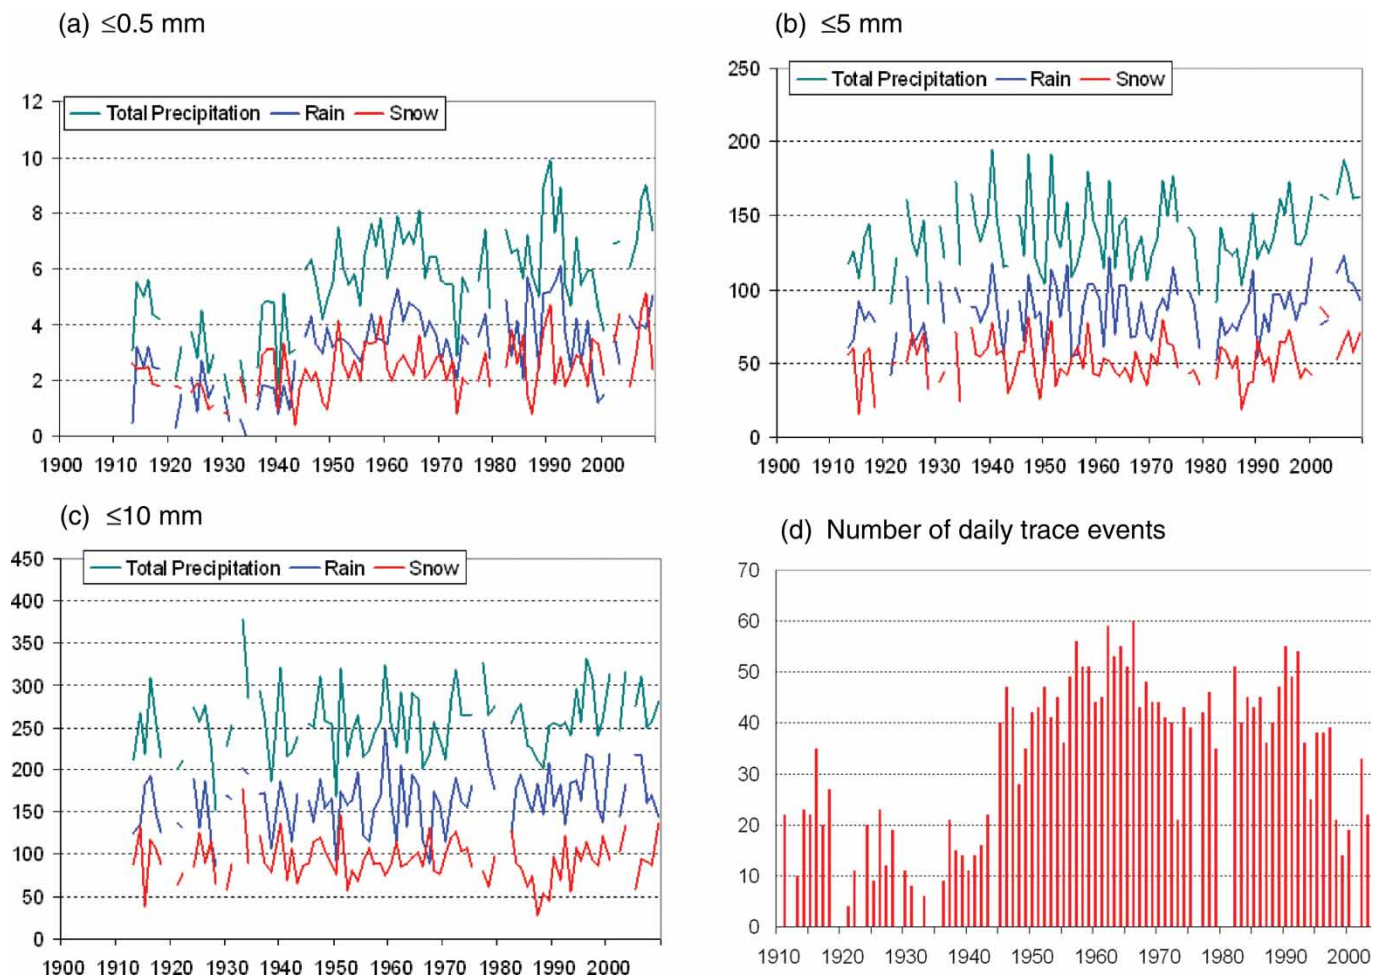 (a) ≤0.5 mm
12
10
8
6
4
2
0
Total Precipitation Rain Snow
1900 1910 1920 1930 1940 1950 1960 1970 1980 1990 2000
(b) ≤5 mm
250
200
150
100
50
0
Total Precipitation Rain Snow
1900 1910 1920 1930 1940 1950 1960 1970 1980 1990 2000
(c) ≤10 mm
450
400
350
300
250
200
150
100
50
0
Total Precipitation Rain Snow
1900 1910 1920 1930 1940 1950 1960 1970 1980 1990 2000
(d) Number of daily trace events
70
60
50
40
30
20
10
0
1910 1920 1930 1940 1950 1960 1970 1980 1990 2000